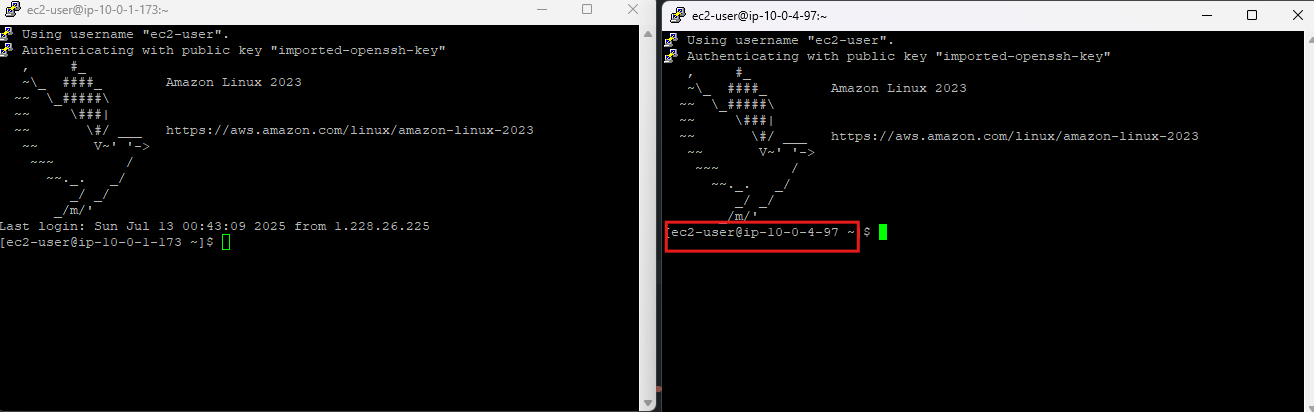 ec2-user@ip-10-0-1-173:~
Using username "ec2-user".
Authenticating with public key "imported-openssh-key"
   ,     #_
   ~\_  ####_        Amazon Linux 2023
  ~~  \_#####\
  ~~     \###|
  ~~       \#/ ___   https://aws.amazon.com/linux/amazon-linux-2023
   ~~       V~' '->
    ~~~         /
      ~~._.   _/
         _/ _/
       _/m/'
Last login: Sun Jul 13 00:43:09 2025 from 1.228.26.225
[ec2-user@ip-10-0-1-173 ~]$
ec2-user@ip-10-0-4-97:~
Using username "ec2-user".
Authenticating with public key "imported-openssh-key"
   ,     #_
   ~\_  ####_        Amazon Linux 2023
  ~~  \_#####\
  ~~     \###|
  ~~       \#/ ___   https://aws.amazon.com/linux/amazon-linux-2023
   ~~       V~' '->
    ~~~         /
      ~~._.   _/
         _/ _/
       _/m/'
[ec2-user@ip-10-0-4-97 ~]$